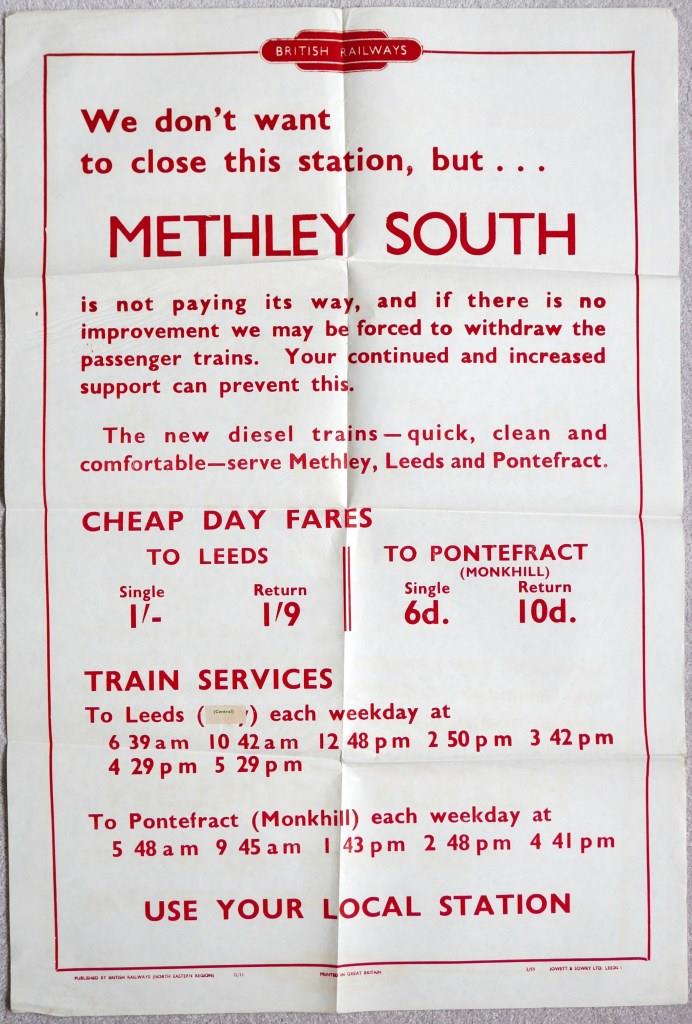 BRITISH RAILWAYS
We don't want
to close this station, but . . .
METHLEY SOUTH
is not paying its way, and if there is no
improvement we may be forced to withdraw the
passenger trains. Your continued and increased
support can prevent this.
The new diesel trains — quick, clean and
comfortable—serve Methley, Leeds and Pontefract.
CHEAP DAY FARES
TO LEEDS
Single Return
1/- 1/9
TO PONTEFRACT
(MONKHILL)
Single Return
6d. 10d.
TRAIN SERVICES
To Leeds ( (Central) y) each weekday at
6 39 am 10 42 am 12 48 pm 2 50 pm 3 42 pm
4 29 pm 5 29 pm
To Pontefract (Monkhill) each weekday at
5 48 am 9 45 am 1 43 pm 2 48 pm 4 41 pm
USE YOUR LOCAL STATION
PUBLISHED BY BRITISH RAILWAYS (NORTH EASTERN REGION) PRINTED IN GREAT BRITAIN JOWETT & SOWRY LTD. LEEDS 1